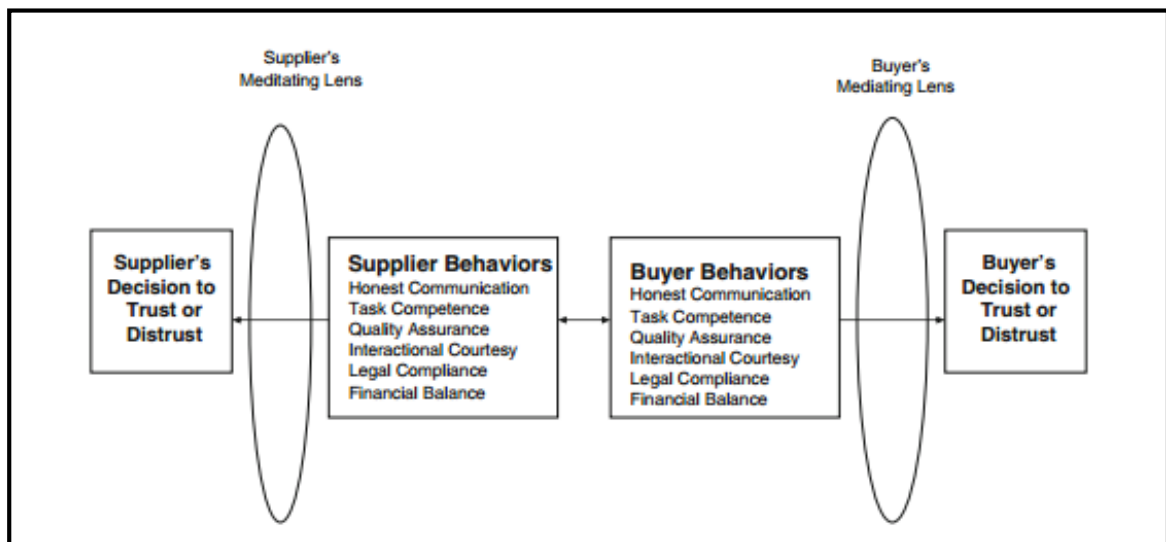 Supplier's
Meditating Lens
Buyer's
Mediating Lens
Supplier's
Decision to
Trust or
Distrust
Supplier Behaviors
Honest Communication
Task Competence
Quality Assurance
Interactional Courtesy
Legal Compliance
Financial Balance
Buyer Behaviors
Honest Communication
Task Competence
Quality Assurance
Interactional Courtesy
Legal Compliance
Financial Balance
Buyer's
Decision to
Trust or
Distrust